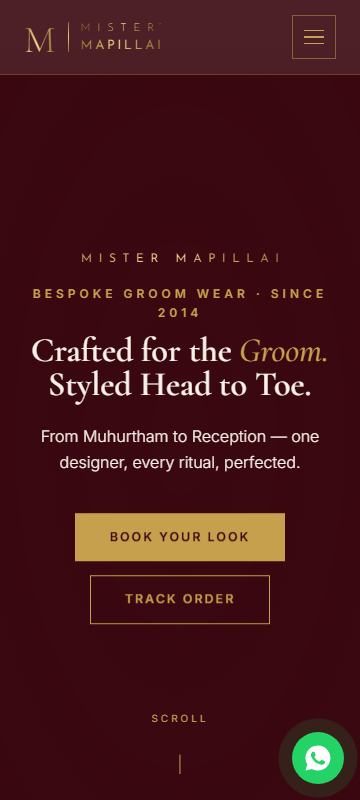 M
MISTER
MAPILLAI
MISTER MAPILLAI
BESPOKE GROOM WEAR · SINCE
2014
Crafted for the Groom.
Styled Head to Toe.
From Muhurtham to Reception — one
designer, every ritual, perfected.
BOOK YOUR LOOK
TRACK ORDER
SCROLL